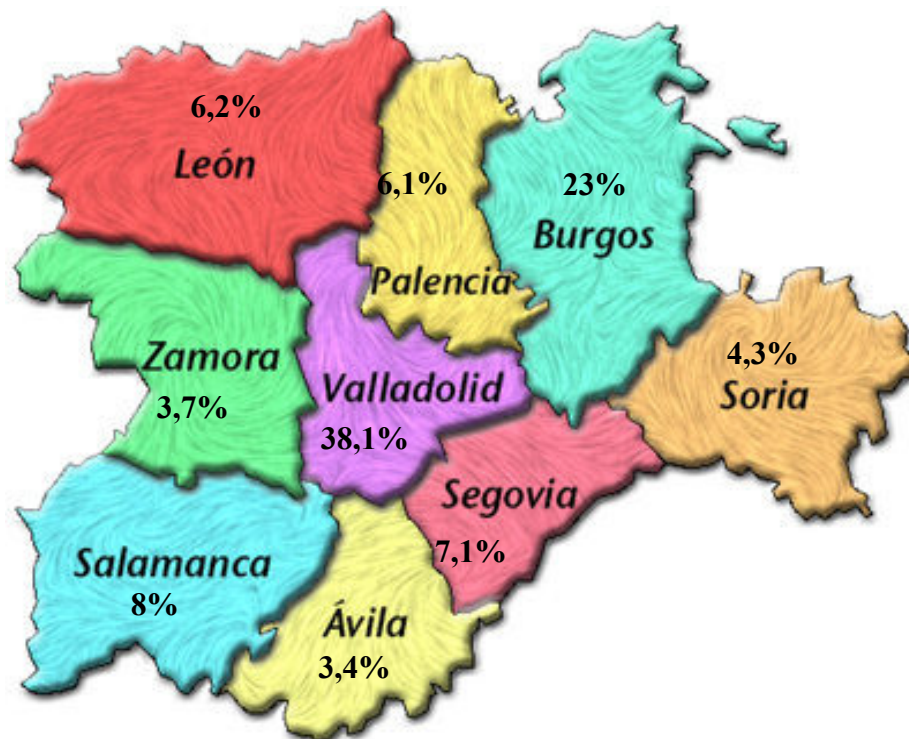 6,2%
León
6,1%
Palencia
23%
Burgos
4,3%
Soria
Zamora
3,7%
Valladolid
38,1%
Segovia
7,1%
Salamanca
8%
Ávila
3,4%